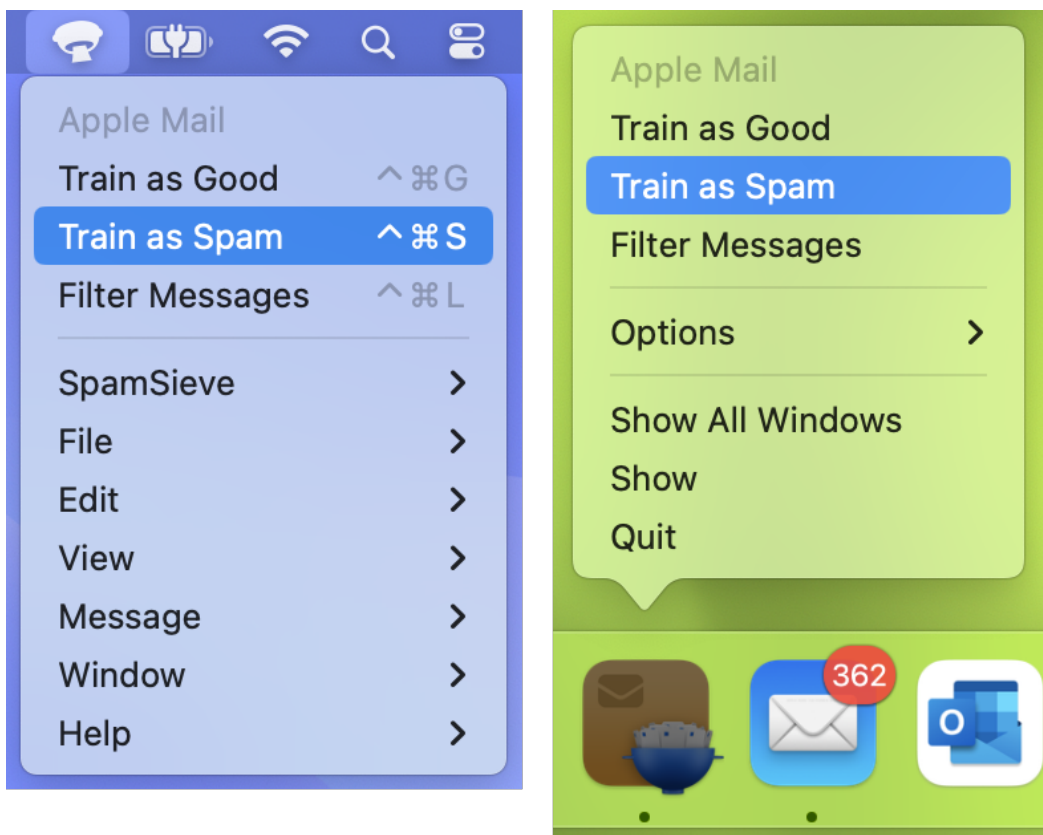 Apple Mail
Train as Good ^⌘G
Train as Spam ^⌘S
Filter Messages ^⌘L
SpamSieve
File
Edit
View
Message
Window
Help
Apple Mail
Train as Good
Train as Spam
Filter Messages
Options
Show All Windows
Show
Quit
362
O